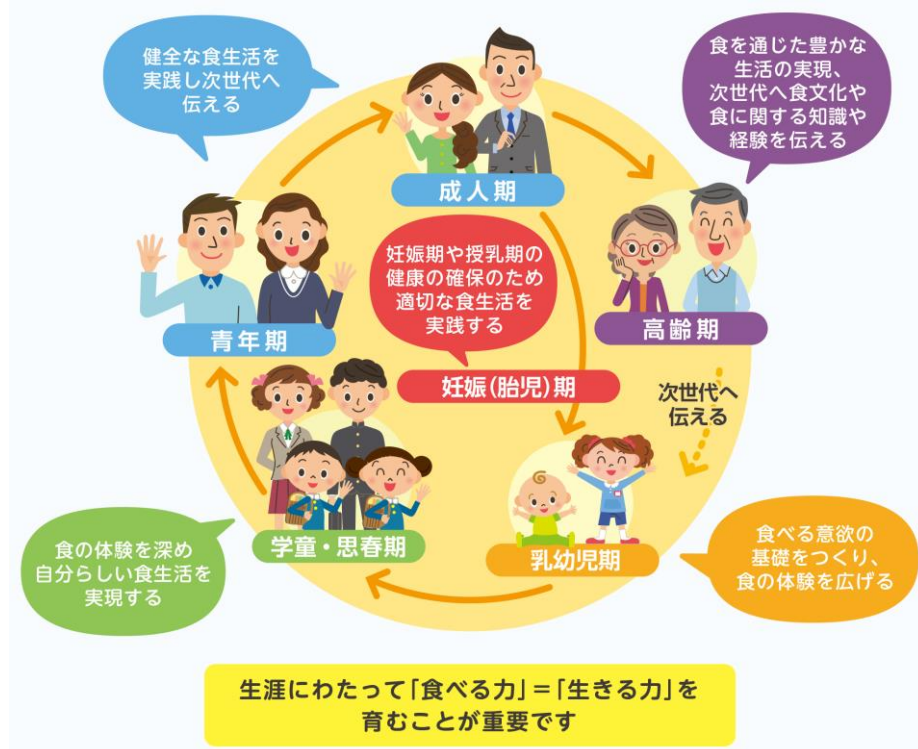 健全な食生活を
実践し次世代へ
伝える
食を通じた豊かな
生活の実現、
次世代へ食文化や
食に関する知識や
経験を伝える
成人期
妊娠期や授乳期の
健康の確保のため
適切な食生活を
実践する
青年期
高齢期
妊娠(胎児)期
次世代へ
伝える
食の体験を深め
自分らしい食生活を
実現する
学童・思春期
乳幼児期
食べる意欲の
基礎をつくり、
食の体験を広げる
生涯にわたって「食べる力」=「生きる力」を
育むことが重要です